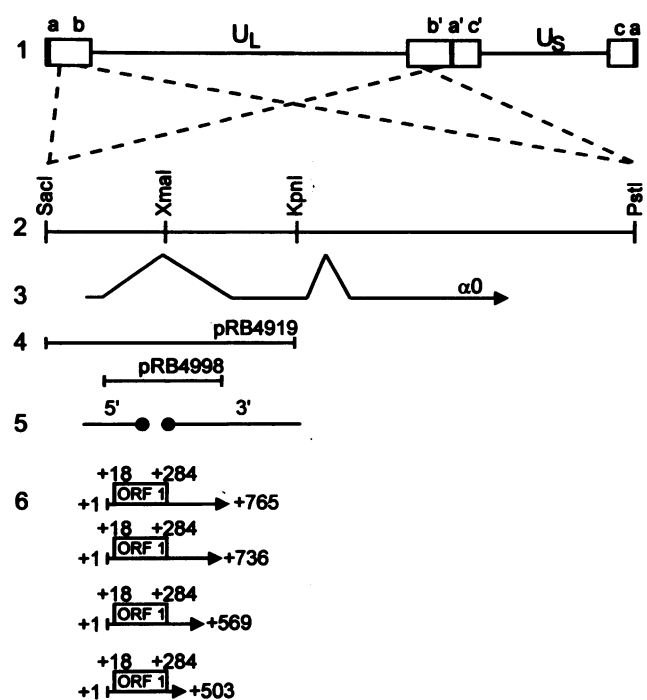 a b b' a' c' c a
1 U_L U_S
SacI XmaI KpnI PstI
2
3 α0
pRB4919
4
pRB4998
5' 3'
5
+18 +284
6 +1 ORF 1 +765
+18 +284
+1 ORF 1 +736
+18 +284
+1 ORF 1 +569
+18 +284
+1 ORF 1 +503